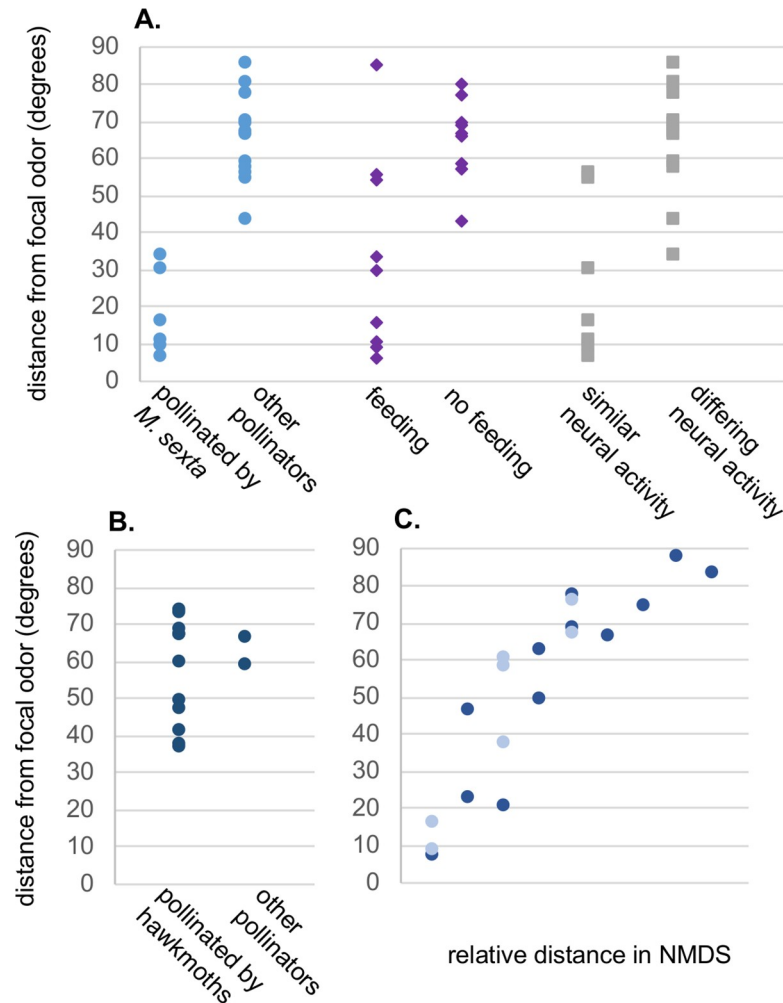 A.
distance from focal odor (degrees)
90
80
70
60
50
40
30
20
10
0
pollinated by
M. sexta
other
pollinators
feeding
no feeding
similar
neural activity
differing
neural activity
B.
distance from focal odor (degrees)
90
80
70
60
50
40
30
20
10
0
pollinated by
hawkmoths
other
pollinators
C.
90
80
70
60
50
40
30
20
10
0
relative distance in NMDS